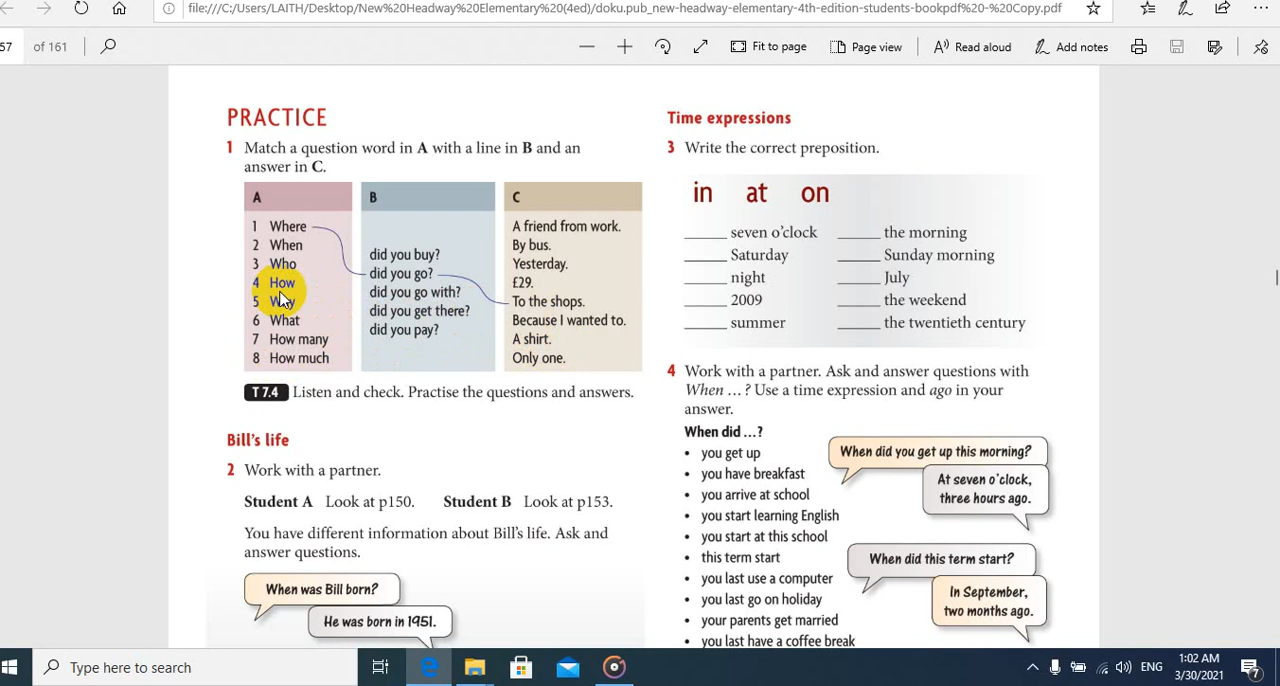 file:///C:/Users/LAITH/Desktop/New%20Headway%20Elementary%20(4ed)/doku.pub_new-headway-elementary-4th-edition-students-bookpdf%20-%20Copy.pdf
57 of 161
Fit to page
Page view
Read aloud
Add notes
PRACTICE
1 Match a question word in A with a line in B and an
answer in C.
A
1 Where
2 When
3 Who
4 How
5 Why
6 What
7 How many
8 How much
B
did you buy?
did you go?
did you go with?
did you get there?
did you pay?
C
A friend from work.
By bus.
Yesterday.
£29.
To the shops.
Because I wanted to.
A shirt.
Only one.
T 7.4 Listen and check. Practise the questions and answers.
Bill's life
2 Work with a partner.
Student A Look at p150. Student B Look at p153.
You have different information about Bill's life. Ask and
answer questions.
When was Bill born?
He was born in 1951.
Time expressions
3 Write the correct preposition.
in at on
______ seven o'clock ______ the morning
______ Saturday ______ Sunday morning
______ night ______ July
______ 2009 ______ the weekend
______ summer ______ the twentieth century
4 Work with a partner. Ask and answer questions with
When … ? Use a time expression and ago in your
answer.
When did …?
• you get up
• you have breakfast
• you arrive at school
• you start learning English
• you start at this school
• this term start
• you last use a computer
• you last go on holiday
• your parents get married
• you last have a coffee break
When did you get up this morning?
At seven o'clock,
three hours ago.
When did this term start?
In September,
two months ago.
Type here to search
ENG
1:02 AM
3/30/2021
7